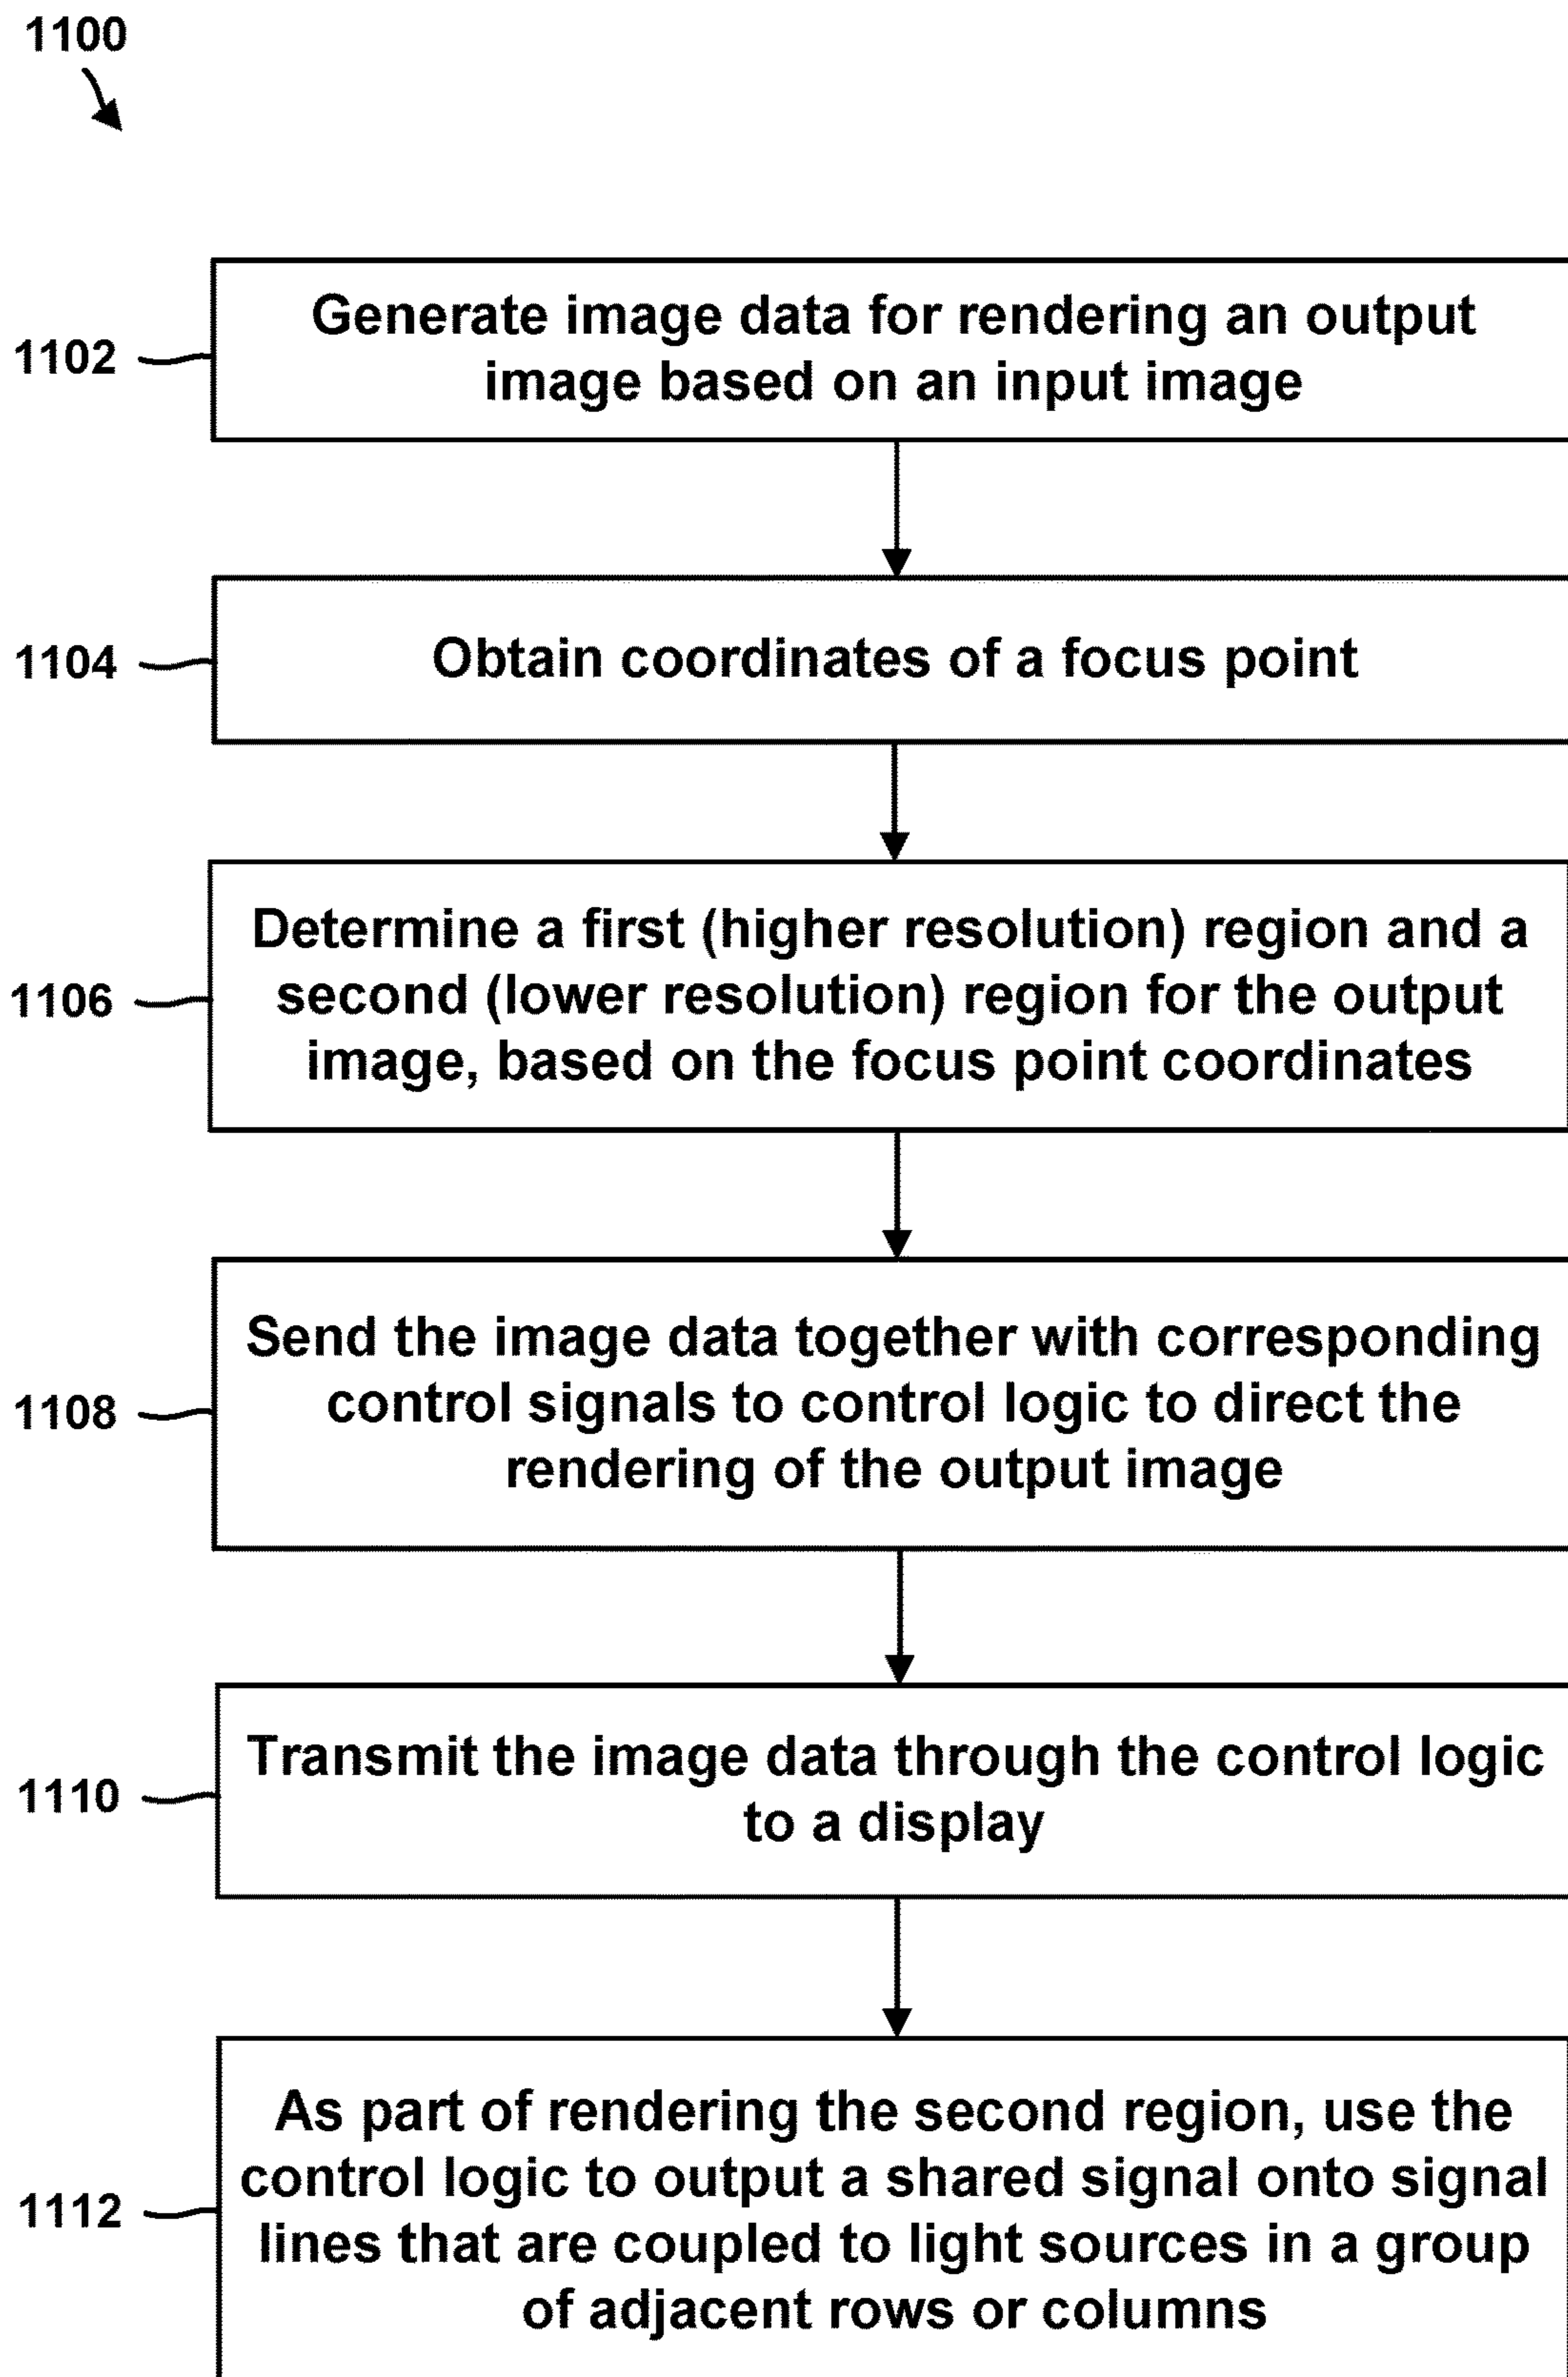 1100
1102
Generate image data for rendering an output
image based on an input image
1104
Obtain coordinates of a focus point
1106
Determine a first (higher resolution) region and a
second (lower resolution) region for the output
image, based on the focus point coordinates
1108
Send the image data together with corresponding
control signals to control logic to direct the
rendering of the output image
1110
Transmit the image data through the control logic
to a display
1112
As part of rendering the second region, use the
control logic to output a shared signal onto signal
lines that are coupled to light sources in a group
of adjacent rows or columns